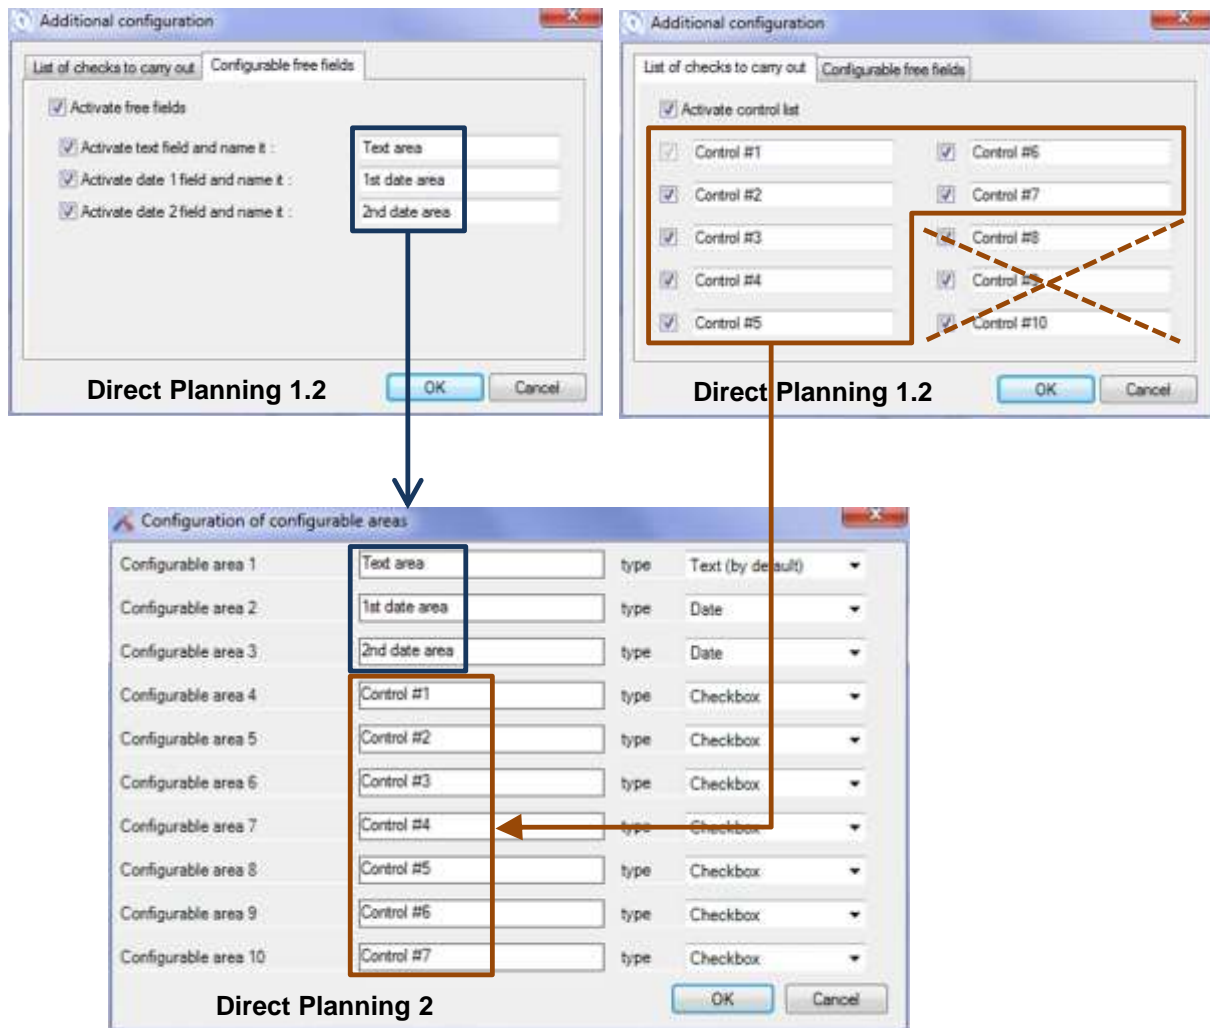 Additional configuration
List of checks to carry out Configurable free fields
Activate free fields
Activate text field and name it : Text area
Activate date 1 field and name it : 1st date area
Activate date 2 field and name it : 2nd date area
Direct Planning 1.2 OK Cancel
Additional configuration
List of checks to carry out Configurable free fields
Activate control list
Control #1 Control #6
Control #2 Control #7
Control #3 Control #8
Control #4 Control #9
Control #5 Control #10
Direct Planning 1.2 OK Cancel
Configuration of configurable areas
Configurable area 1 Text area type Text (by default)
Configurable area 2 1st date area type Date
Configurable area 3 2nd date area type Date
Configurable area 4 Control #1 type Checkbox
Configurable area 5 Control #2 type Checkbox
Configurable area 6 Control #3 type Checkbox
Configurable area 7 Control #4 type Checkbox
Configurable area 8 Control #5 type Checkbox
Configurable area 9 Control #6 type Checkbox
Configurable area 10 Control #7 type Checkbox
Direct Planning 2 OK Cancel